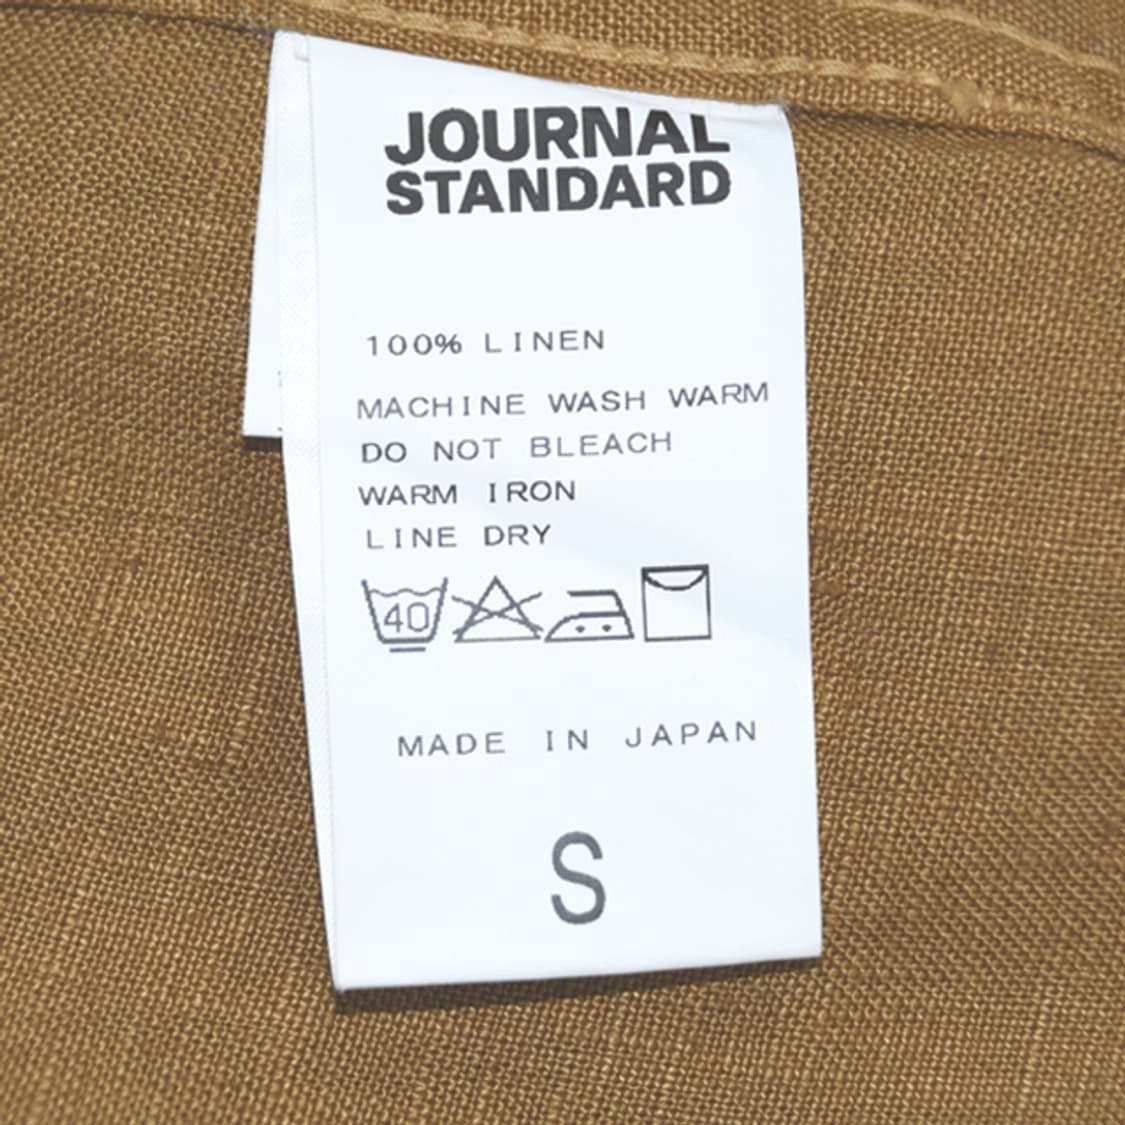 JOURNAL
STANDARD
100% LINEN
MACHINE WASH WARM
DO NOT BLEACH
WARM IRON
LINE DRY
40
MADE IN JAPAN
S